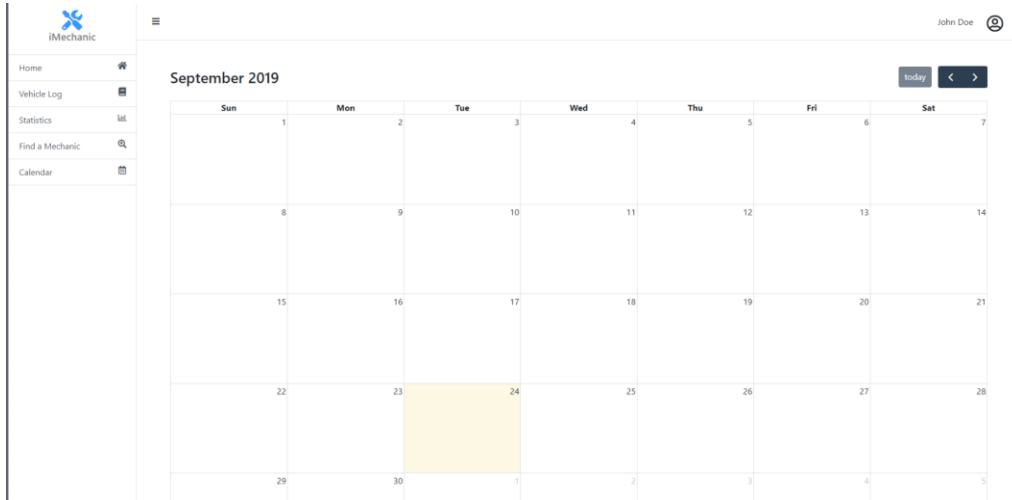 iMechanic
John Doe
Home
Vehicle Log
Statistics
Find a Mechanic
Calendar
September 2019
today
Sun Mon Tue Wed Thu Fri Sat
1 2 3 4 5 6 7
8 9 10 11 12 13 14
15 16 17 18 19 20 21
22 23 24 25 26 27 28
29 30 1 2 3 4 5